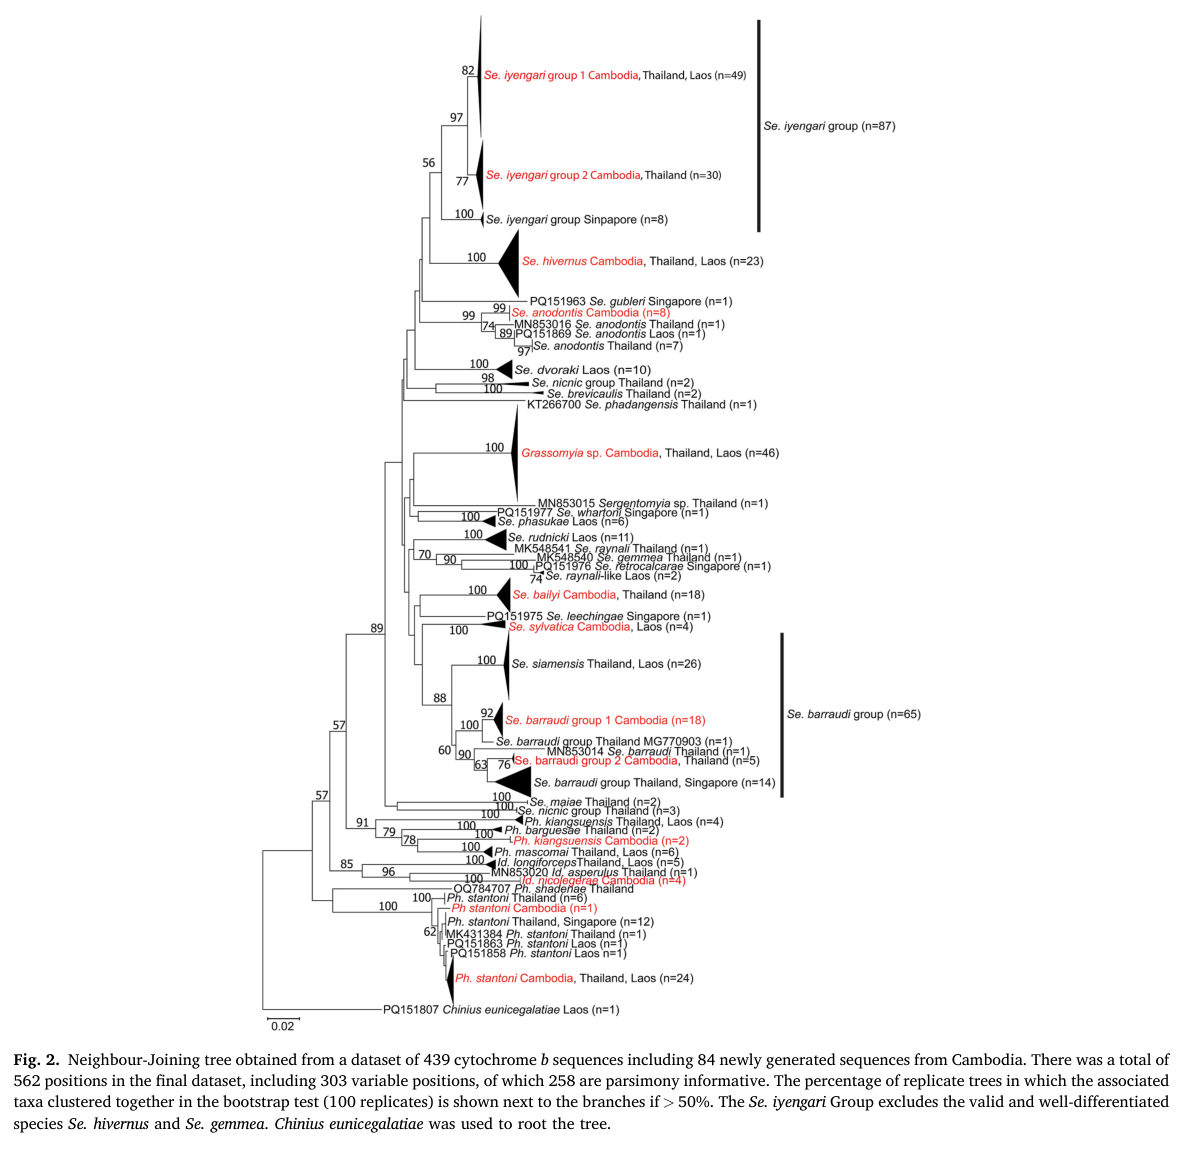 82
Se. iyengari group 1 Cambodia, Thailand, Laos (n=49)
97
Se. iyengari group (n=87)
56
Se. iyengari group 2 Cambodia, Thailand (n=30)
77
100
Se. iyengari group Sinpapore (n=8)
100
Se. hivernus Cambodia, Thailand, Laos (n=23)
PQ151963 Se. gubleri Singapore (n=1)
99
Se. anodontis Cambodia (n=8)
99
74
MN853016 Se. anodontis Thailand (n=1)
89
PQ151869 Se. anodontis Laos (n=1)
Se. anodontis Thailand (n=7)
97
100
Se. dvoraki Laos (n=10)
98
Se. nicnic group Thailand (n=2)
100
Se. brevicaulis Thailand (n=2)
KT266700 Se. phadangensis Thailand (n=1)
100
Grassomyia sp. Cambodia, Thailand, Laos (n=46)
MN853015 Sergentomyia sp. Thailand (n=1)
PQ151977 Se. whartoni Singapore (n=1)
100
Se. phasukae Laos (n=6)
100
Se. rudnicki Laos (n=11)
MK548541 Se. raynali Thailand (n=1)
70
MK548540 Se. gemmea Thailand (n=1)
90
100
PQ151976 Se. retrocalcarae Singapore (n=1)
74
Se. raynali-like Laos (n=2)
100
Se. bailyi Cambodia, Thailand (n=18)
PQ151975 Se. leechingae Singapore (n=1)
89
100
Se. sylvatica Cambodia, Laos (n=4)
100
Se. siamensis Thailand, Laos (n=26)
88
92
Se. barraudi group 1 Cambodia (n=18)
Se. barraudi group (n=65)
100
57
Se. barraudi group Thailand MG770903 (n=1)
60
90
MN853014 Se. barraudi Thailand (n=1)
63
76
Se. barraudi group 2 Cambodia, Thailand (n=5)
Se. barraudi group Thailand, Singapore (n=14)
57
100
Se. maiae Thailand (n=2)
100
Se. nicnic group Thailand (n=3)
91
100
Ph. kiangsuensis Thailand, Laos (n=4)
79
100
Ph. barguesae Thailand (n=2)
78
100
Ph. kiangsuensis Cambodia (n=2)
100
Ph. mascomai Thailand, Laos (n=6)
85
100
Id. longiforcepsThailand, Laos (n=5)
96
MN853020 Id. asperulus Thailand (n=1)
100
Id. nicolegerae Cambodia (n=4)
OQ784707 Ph. shadenae Thailand
100
Ph. stantoni Thailand (n=6)
100
Ph stantoni Cambodia (n=1)
Ph. stantoni Thailand, Singapore (n=12)
62
MK431384 Ph. stantoni Thailand (n=1)
PQ151863 Ph. stantoni Laos (n=1)
PQ151858 Ph. stantoni Laos n=1)
Ph. stantoni Cambodia, Thailand, Laos (n=24)
PQ151807 Chinius eunicegalatiae Laos (n=1)
0.02
Fig. 2. Neighbour-Joining tree obtained from a dataset of 439 cytochrome b sequences including 84 newly generated sequences from Cambodia. There was a total of
562 positions in the final dataset, including 303 variable positions, of which 258 are parsimony informative. The percentage of replicate trees in which the associated
taxa clustered together in the bootstrap test (100 replicates) is shown next to the branches if > 50%. The Se. iyengari Group excludes the valid and well-differentiated
species Se. hivernus and Se. gemmea. Chinius eunicegalatiae was used to root the tree.